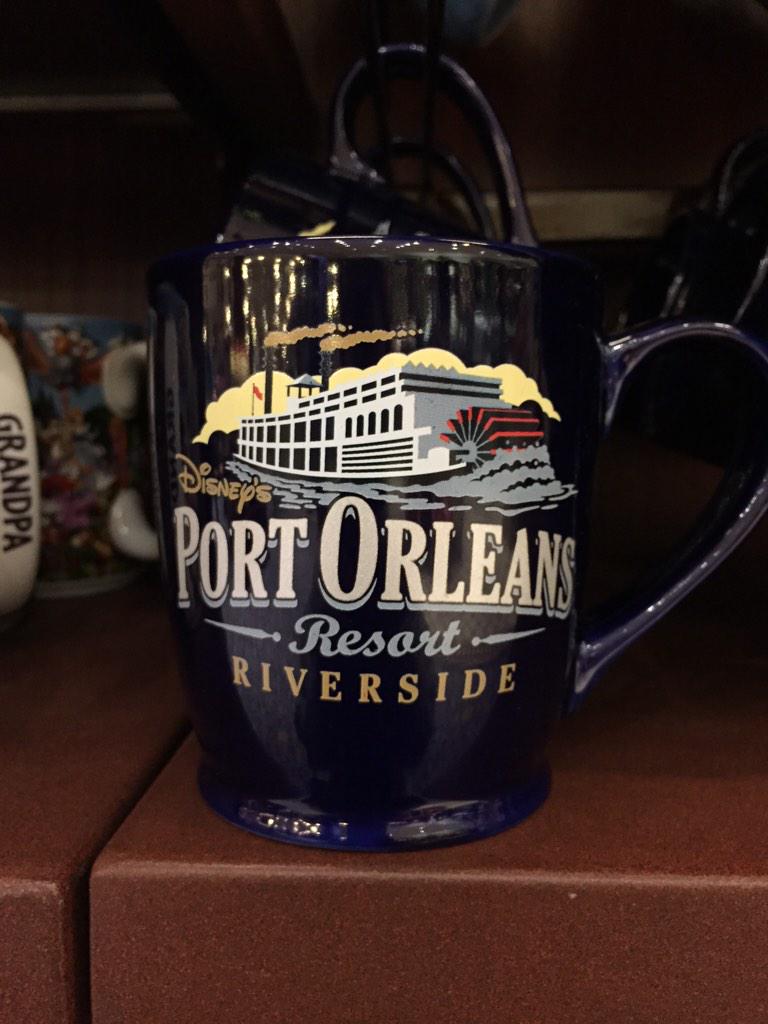 GRANDPA
Disney's
PORT ORLEANS
Resort
RIVERSIDE